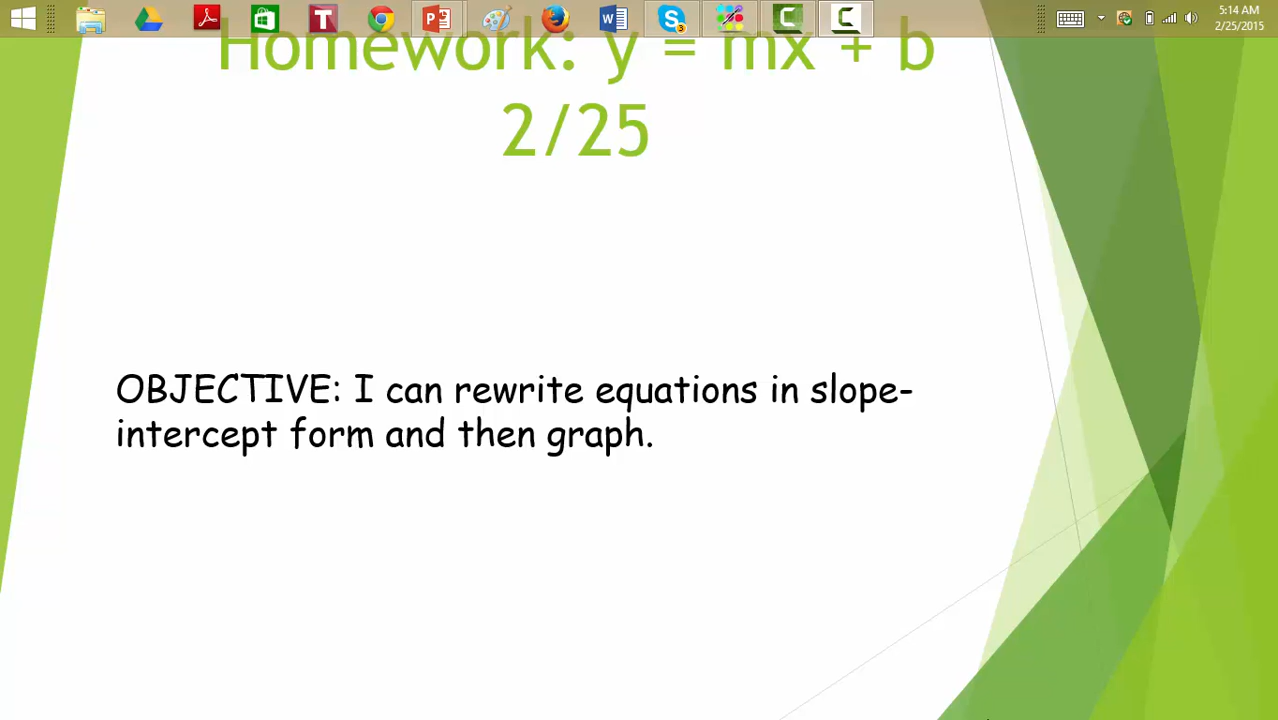 5:14 AM
2/25/2015
Homework: y = mx + b
2/25
OBJECTIVE: I can rewrite equations in slope-
intercept form and then graph.